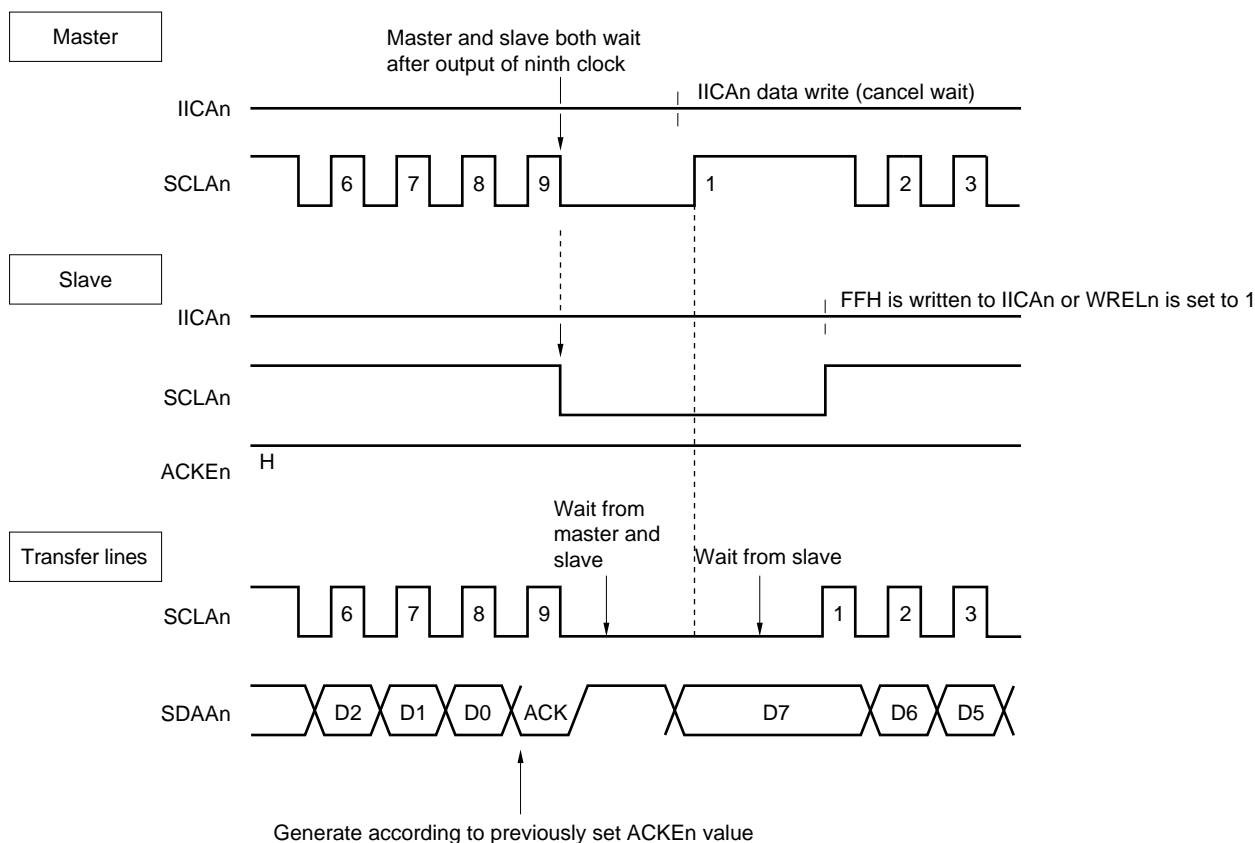 Master
Master and slave both wait
after output of ninth clock
IICAn data write (cancel wait)
IICAn
SCLAn
6 7 8 9 1 2 3
Slave
FFH is written to IICAn or WRELn is set to 1
IICAn
SCLAn
ACKEn
H
Transfer lines
Wait from
master and
slave
Wait from slave
SCLAn
6 7 8 9 1 2 3
SDAAn
D2 D1 D0 ACK D7 D6 D5
Generate according to previously set ACKEn value